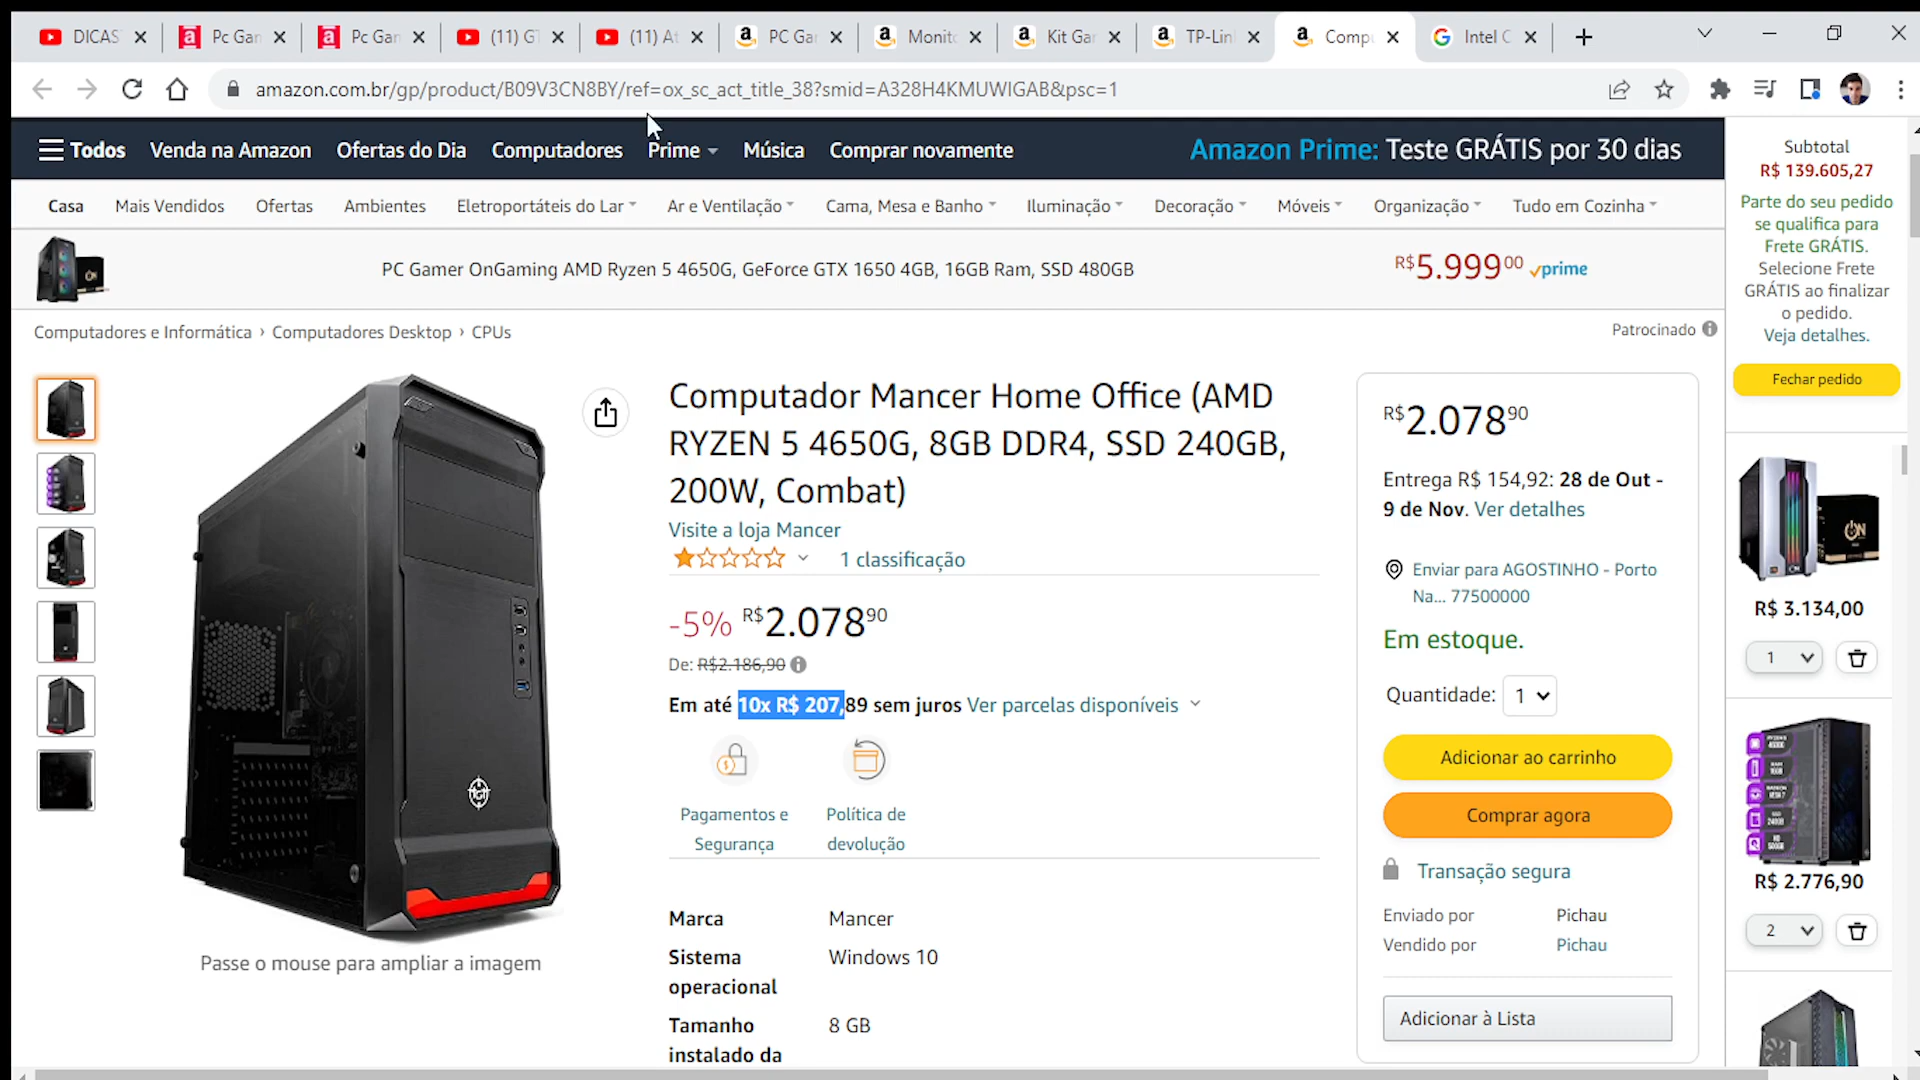 DICAS
Pc Gan
Pc Gan
(11) GT
(11) At
PC Gar
Monito
Kit Gar
TP-Link
Compu
Intel C
amazon.com.br/gp/product/B09V3CN8BY/ref=ox_sc_act_title_38?smid=A328H4KMUWIGAB&psc=1
Todos
Venda na Amazon
Ofertas do Dia
Computadores
Prime
Música
Comprar novamente
Amazon Prime: Teste GRÁTIS por 30 dias
Casa
Mais Vendidos
Ofertas
Ambientes
Eletroportáteis do Lar
Ar e Ventilação
Cama, Mesa e Banho
Iluminação
Decoração
Móveis
Organização
Tudo em Cozinha
PC Gamer OnGaming AMD Ryzen 5 4650G, GeForce GTX 1650 4GB, 16GB Ram, SSD 480GB
R$5.99900 prime
Computadores e Informática › Computadores Desktop › CPUs
Patrocinado
Computador Mancer Home Office (AMD
RYZEN 5 4650G, 8GB DDR4, SSD 240GB,
200W, Combat)
Visite a loja Mancer
1 classificação
-5% R$2.07890
De: R$2.186,90
Em até 10x R$ 207,89 sem juros Ver parcelas disponíveis
Pagamentos e
Segurança
Política de
devolução
Marca
Mancer
Sistema
operacional
Windows 10
Tamanho
instalado da
8 GB
Passe o mouse para ampliar a imagem
R$2.07890
Entrega R$ 154,92: 28 de Out -
9 de Nov. Ver detalhes
Enviar para AGOSTINHO - Porto
Na... 77500000
Em estoque.
Quantidade: 1
Adicionar ao carrinho
Comprar agora
Transação segura
Enviado por
Pichau
Vendido por
Pichau
Adicionar à Lista
Subtotal
R$ 139.605,27
Parte do seu pedido
se qualifica para
Frete GRÁTIS.
Selecione Frete
GRÁTIS ao finalizar
o pedido.
Veja detalhes.
Fechar pedido
ON
R$ 3.134,00
1
R$ 2.776,90
2